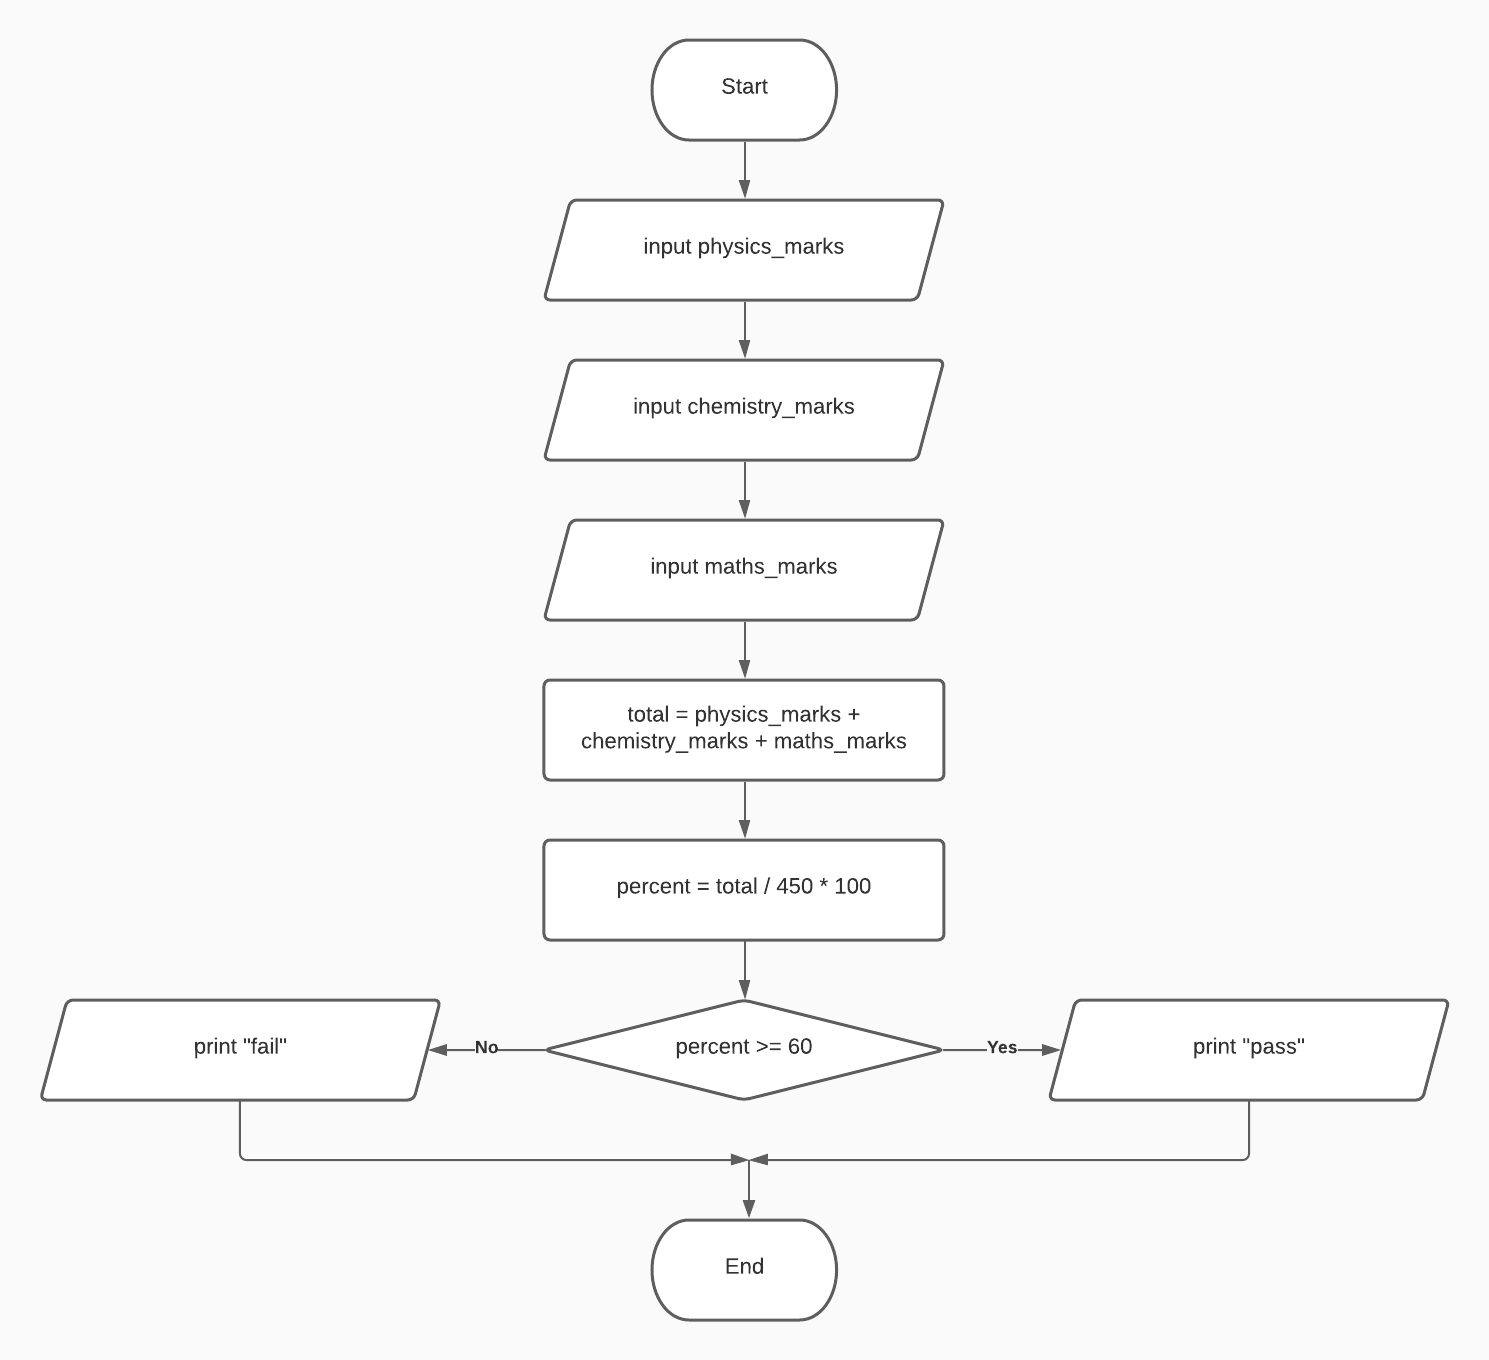 Start
input physics_marks
input chemistry_marks
input maths_marks
total = physics_marks +
chemistry_marks + maths_marks
percent = total / 450 * 100
print "fail"
No
percent >= 60
Yes
print "pass"
End